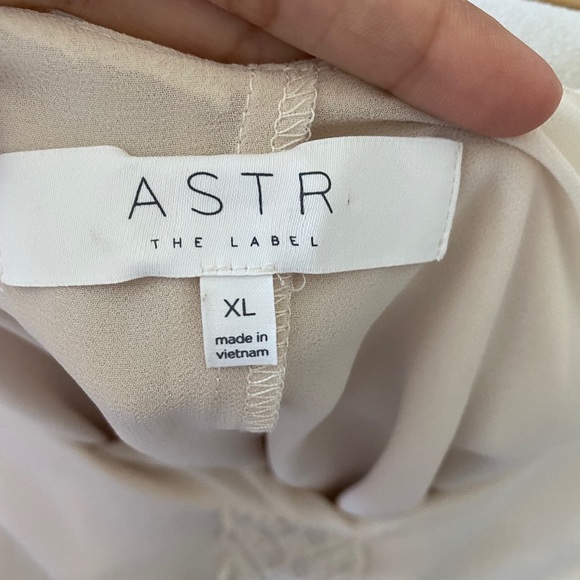 ASTR
THE LABEL
XL
made in
vietnam